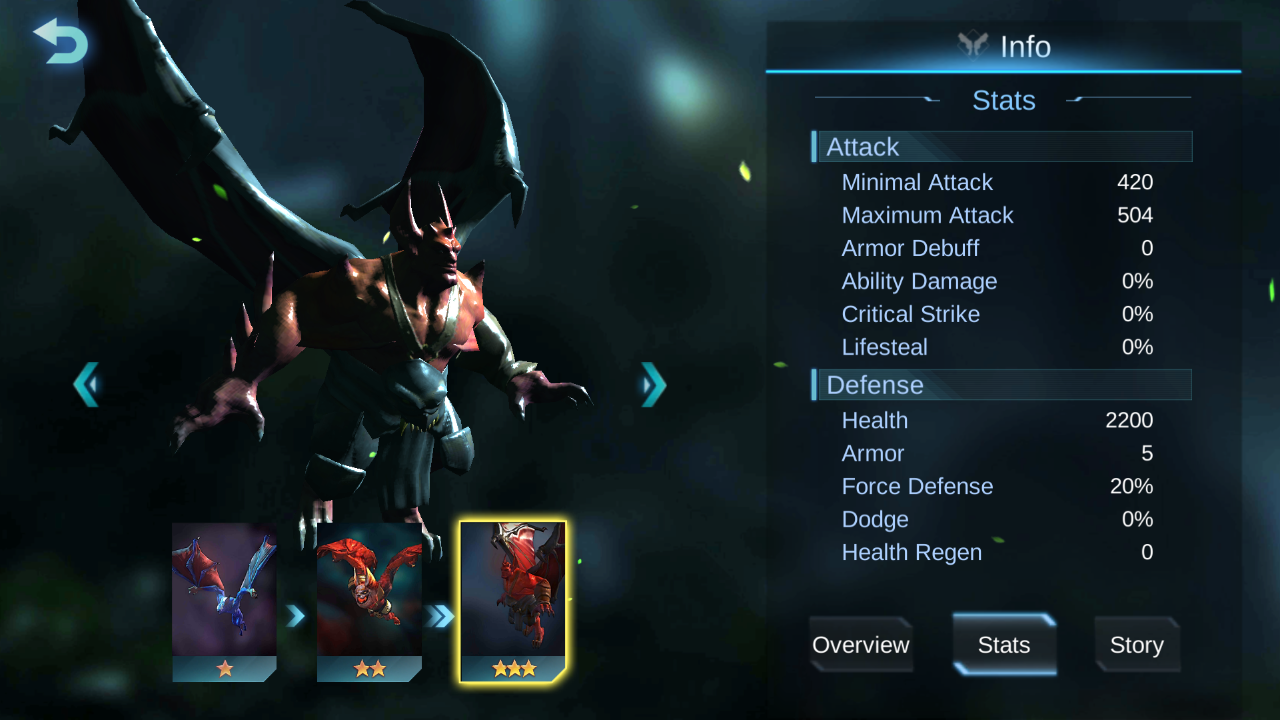 Info
Stats
Attack
Minimal Attack 420
Maximum Attack 504
Armor Debuff 0
Ability Damage 0%
Critical Strike 0%
Lifesteal 0%
Defense
Health 2200
Armor 5
Force Defense 20%
Dodge 0%
Health Regen 0
Overview Stats Story